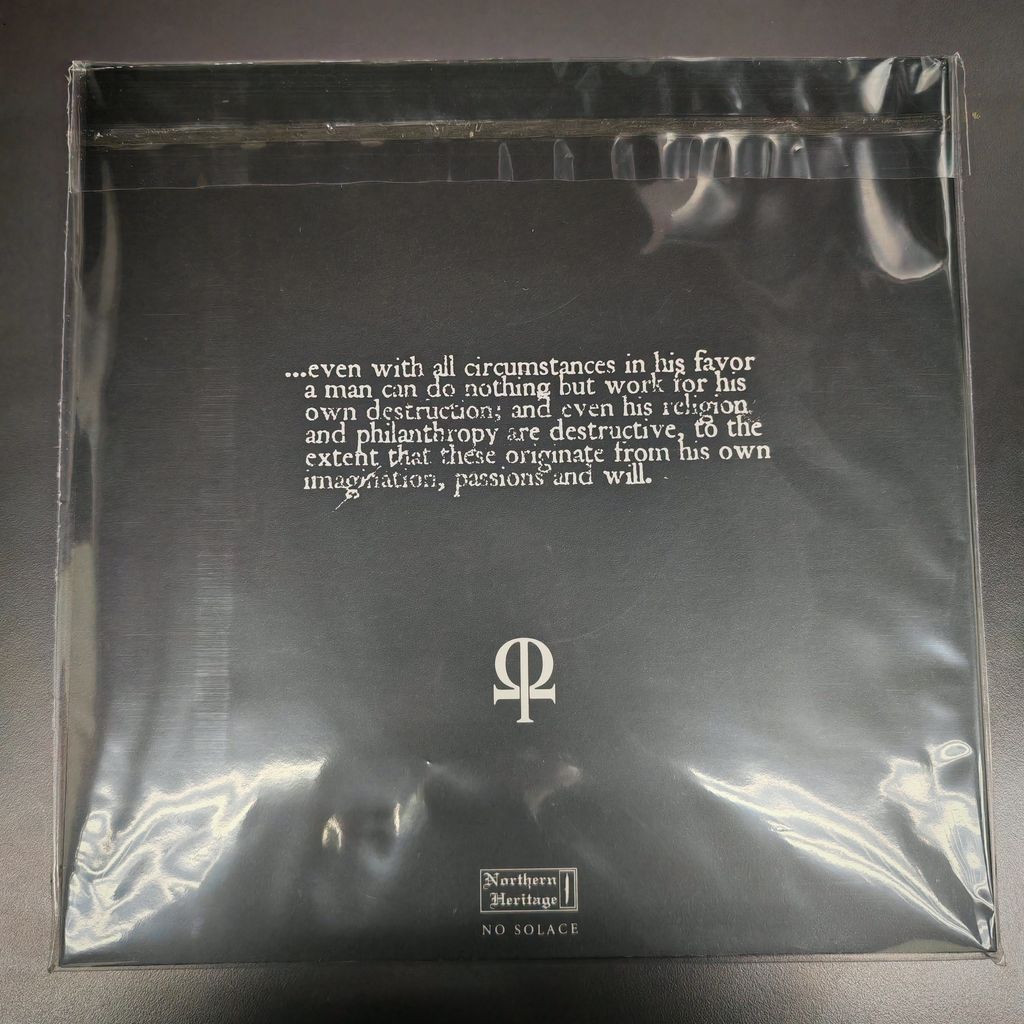 ...even with all circumstances in his favor
a man can do nothing but work for his
own destruction; and even his religion
and philanthropy are destructive, to the
extent that these originate from his own
imagination, passions and will.
Northern
Heritage
NO SOLACE